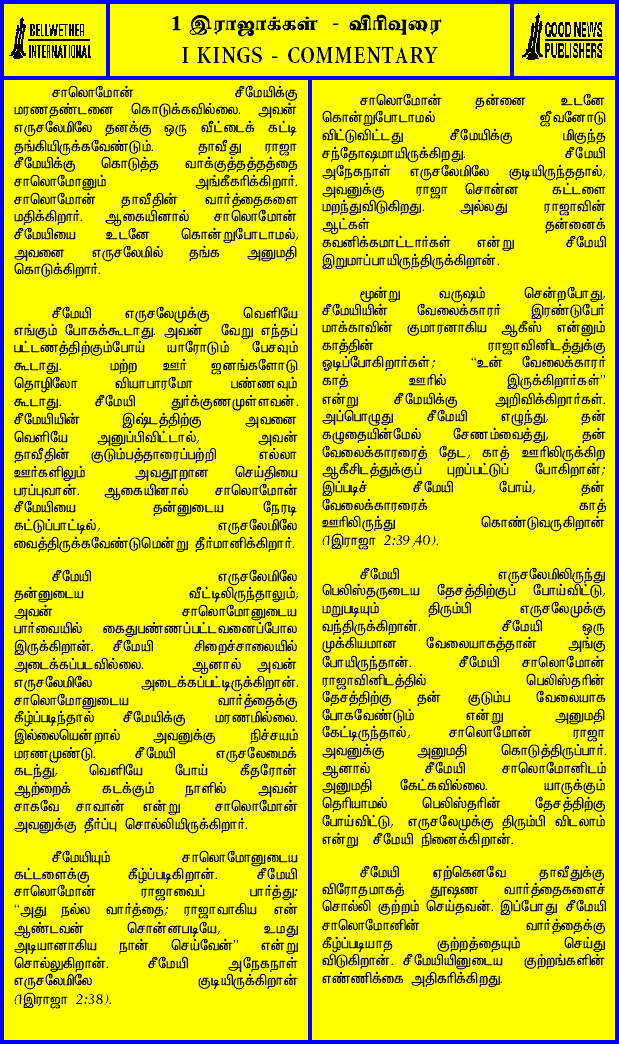 BELLWETHER
INTERNATIONAL
1 இராஜாக்கள் - விரிவுரை
I KINGS - COMMENTARY
GOOD NEWS
PUBLISHERS
சாலொமோன் சீமேயிக்கு
மரணதண்டனை கொடுக்கவில்லை. அவன்
எருசலேமிலே தனக்கு ஒரு வீட்டைக் கட்டி
தங்கியிருக்கவேண்டும். தாவீது ராஜா
சீமேயிக்கு கொடுத்த வாக்குத்தத்தத்தை
சாலொமோனும் அங்கீகரிக்கிறார்.
சாலொமோன் தாவீதின் வார்த்தைகளை
மதிக்கிறார். ஆகையினால் சாலொமோன்
சீமேயியை உடனே கொன்றுபோடாமல்,
அவனை எருசலேமில் தங்க அனுமதி
கொடுக்கிறார்.
சீமேயி எருசலேமுக்கு வெளியே
எங்கும் போகக்கூடாது. அவன் வேறு எந்தப்
பட்டணத்திற்கும்போய் யாரோடும் பேசவும்
கூடாது. மற்ற ஊர் ஜனங்களோடு
தொழிலோ வியாபாரமோ பண்ணவும்
கூடாது. சீமேயி துர்க்குணமுள்ளவன்.
சீமேயியின் இஷ்டத்திற்கு அவனை
வெளியே அனுப்பிவிட்டால், அவன்
தாவீதின் குடும்பத்தாரைப்பற்றி எல்லா
ஊர்களிலும் அவதூறான செய்தியை
பரப்புவான். ஆகையினால் சாலொமோன்
சீமேயியை தன்னுடைய நேரடி
கட்டுப்பாட்டில், எருசலேமிலே
வைத்திருக்கவேண்டுமென்று தீர்மானிக்கிறார்.
சீமேயி எருசலேமிலே
தன்னுடைய வீட்டிலிருந்தாலும்,
அவன் சாலொமோனுடைய
பார்வையில் கைதுபண்ணப்பட்டவனைப்போல
இருக்கிறான். சீமேயி சிறைச்சாலையில்
அடைக்கப்படவில்லை. ஆனால் அவன்
எருசலேமிலே அடைக்கப்பட்டிருக்கிறான்.
சாலொமோனுடைய வார்த்தைக்கு
கீழ்ப்படிந்தால் சீமேயிக்கு மரணமில்லை.
இல்லையென்றால் அவனுக்கு நிச்சயம்
மரணமுண்டு. சீமேயி எருசலேமைக்
கடந்து, வெளியே போய் கீதரோன்
ஆற்றைக் கடக்கும் நாளில் அவன்
சாகவே சாவான் என்று சாலொமோன்
அவனுக்கு தீர்ப்பு சொல்லியிருக்கிறார்.
சீமேயியும் சாலொமோனுடைய
கட்டளைக்கு கீழ்ப்படிகிறான். சீமேயி
சாலொமோன் ராஜாவைப் பார்த்து:
"அது நல்ல வார்த்தை; ராஜாவாகிய என்
ஆண்டவன் சொன்னபடியே, உமது
அடியானாகிய நான் செய்வேன்" என்று
சொல்லுகிறான். சீமேயி அநேகநாள்
எருசலேமிலே குடியிருக்கிறான்
(1இராஜா 2:38).
சாலொமோன் தன்னை உடனே
கொன்றுபோடாமல் ஜீவனோடு
விட்டுவிட்டது சீமேயிக்கு மிகுந்த
சந்தோஷமாயிருக்கிறது. சீமேயி
அநேகநாள் எருசலேமிலே குடியிருந்ததால்,
அவனுக்கு ராஜா சொன்ன கட்டளை
மறந்துவிடுகிறது. அல்லது ராஜாவின்
ஆட்கள் தன்னைக்
கவனிக்கமாட்டார்கள் என்று சீமேயி
இறுமாப்பாயிருந்திருக்கிறான்.
மூன்று வருஷம் சென்றபோது,
சீமேயியின் வேலைக்காரர் இரண்டுபேர்
மாக்காவின் குமாரனாகிய ஆகீஸ் என்னும்
காத்தின் ராஜாவினிடத்துக்கு
ஓடிப்போகிறார்கள்; "உன் வேலைக்காரர்
காத் ஊரில் இருக்கிறார்கள்"
என்று சீமேயிக்கு அறிவிக்கிறார்கள்.
அப்பொழுது சீமேயி எழுந்து, தன்
கழுதையின்மேல் சேணம்வைத்து, தன்
வேலைக்காரரைத் தேட, காத் ஊரிலிருக்கிற
ஆகீசிடத்துக்குப் புறப்பட்டுப் போகிறான்;
இப்படிச் சீமேயி போய், தன்
வேலைக்காரரைக் காத்
ஊரிலிருந்து கொண்டுவருகிறான்
(1இராஜா 2:39,40).
சீமேயி எருசலேமிலிருந்து
பெலிஸ்தருடைய தேசத்திற்குப் போய்விட்டு,
மறுபடியும் திரும்பி எருசலேமுக்கு
வந்திருக்கிறான். சீமேயி ஒரு
முக்கியமான வேலையாகத்தான் அங்கு
போயிருந்தான். சீமேயி சாலொமோன்
ராஜாவினிடத்தில் பெலிஸ்தரின்
தேசத்திற்கு தன் குடும்ப வேலையாக
போகவேண்டும் என்று அனுமதி
கேட்டிருந்தால், சாலொமோன் ராஜா
அவனுக்கு அனுமதி கொடுத்திருப்பார்.
ஆனால் சீமேயி சாலொமோனிடம்
அனுமதி கேட்கவில்லை. யாருக்கும்
தெரியாமல் பெலிஸ்தரின் தேசத்திற்கு
போய்விட்டு, எருசலேமுக்கு திரும்பி விடலாம்
என்று சீமேயி நினைக்கிறான்.
சீமேயி ஏற்கெனவே தாவீதுக்கு
விரோதமாகத் தூஷண வார்த்தைகளைச்
சொல்லி குற்றம் செய்தவன். இப்போது சீமேயி
சாலொமோனின் வார்த்தைக்கு
கீழ்ப்படியாத குற்றத்தையும் செய்து
விடுகிறான். சீமேயியினுடைய குற்றங்களின்
எண்ணிக்கை அதிகரிக்கிறது.